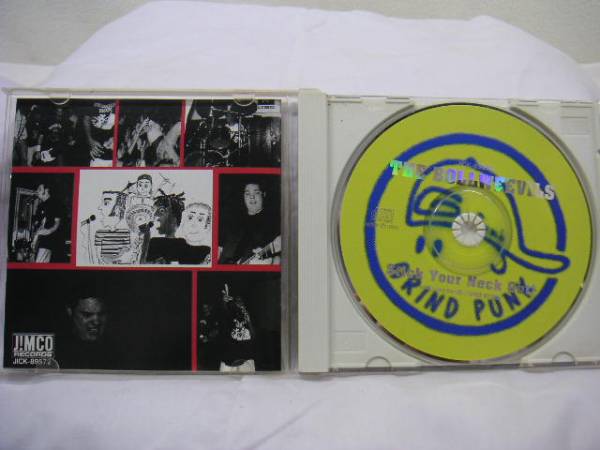 JIMCO
RECORDS
JICK-89572
THE BOLLWEEVILS
Stick Your Neck Out!
GRIND PUNK